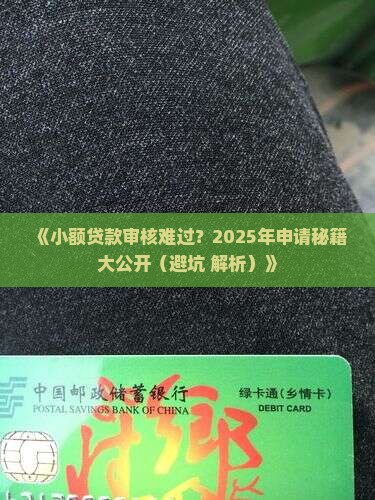 《小额贷款审核难过？2025年申请秘籍
大公开（避坑 解析）》
中国邮政储蓄银行
POSTAL SAVINGS BANK OF CHINA
绿卡通（乡情卡）
DEBIT CARD
乡